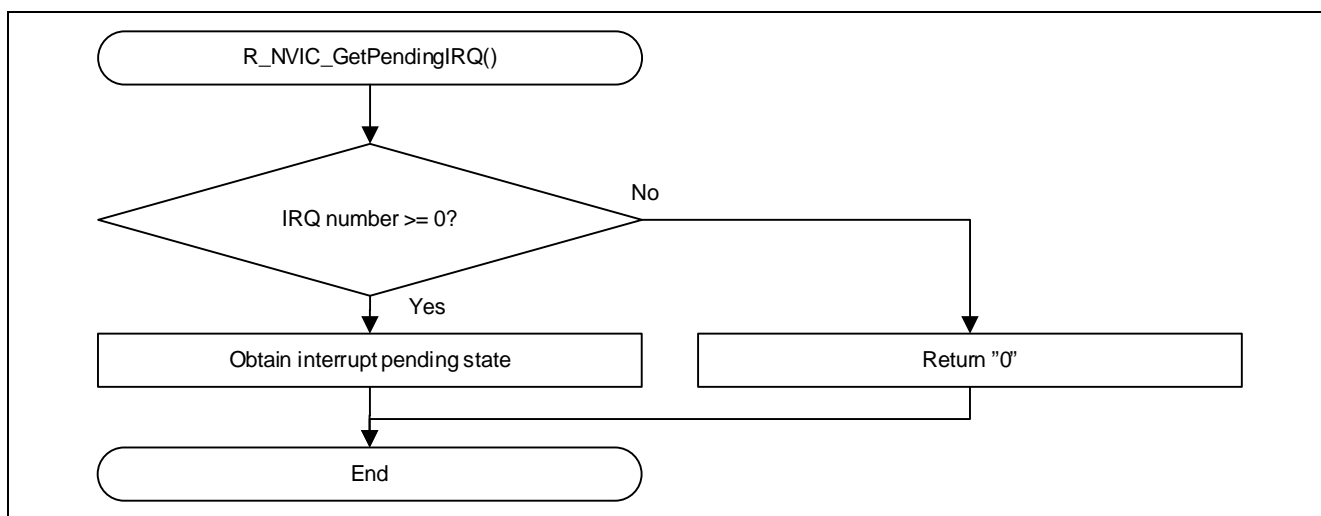 R_NVIC_GetPendingIRQ()
IRQ number >= 0?
No
Yes
Obtain interrupt pending state
Return ”0”
End